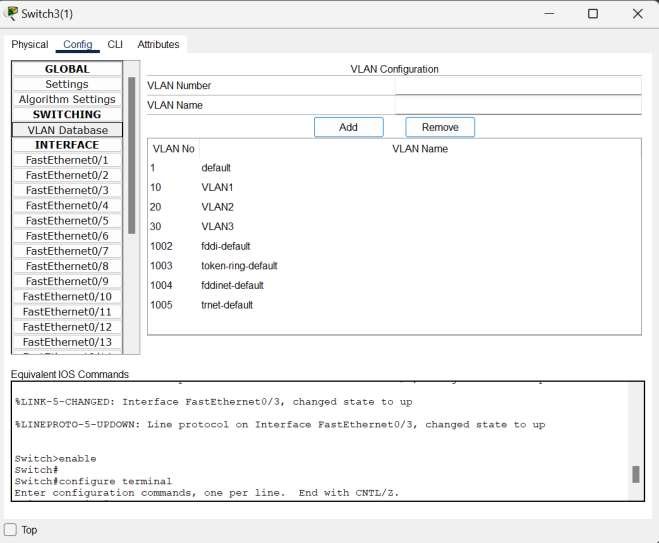 Switch3(1)
Physical Config CLI Attributes
GLOBAL
Settings
Algorithm Settings
SWITCHING
VLAN Database
INTERFACE
FastEthernet0/1
FastEthernet0/2
FastEthernet0/3
FastEthernet0/4
FastEthernet0/5
FastEthernet0/6
FastEthernet0/7
FastEthernet0/8
FastEthernet0/9
FastEthernet0/10
FastEthernet0/11
FastEthernet0/12
FastEthernet0/13
VLAN Configuration
VLAN Number
VLAN Name
Add Remove
VLAN No VLAN Name
1 default
10 VLAN1
20 VLAN2
30 VLAN3
1002 fddi-default
1003 token-ring-default
1004 fddinet-default
1005 trnet-default
Equivalent IOS Commands
%LINK-5-CHANGED: Interface FastEthernet0/3, changed state to up
%LINEPROTO-5-UPDOWN: Line protocol on Interface FastEthernet0/3, changed state to up
Switch>enable
Switch#
Switch#configure terminal
Enter configuration commands, one per line. End with CNTL/Z.
Top